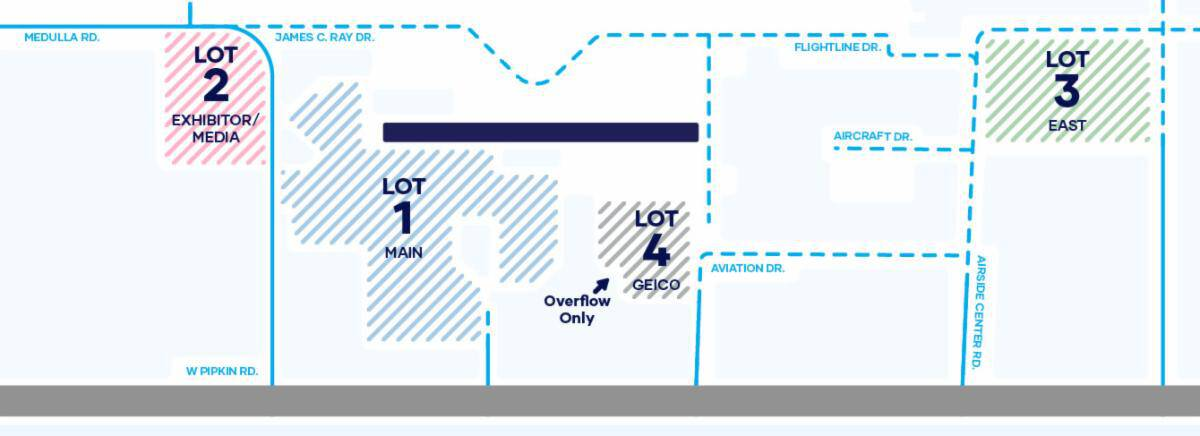 MEDULLA RD.
LOT
2
EXHIBITOR/
MEDIA
JAMES C. RAY DR.
FLIGHTLINE DR.
LOT
3
EAST
AIRCRAFT DR.
LOT
1
MAIN
LOT
4
GEICO
Overflow
Only
AVIATION DR.
AIRSIDE CENTER RD.
W PIPKIN RD.